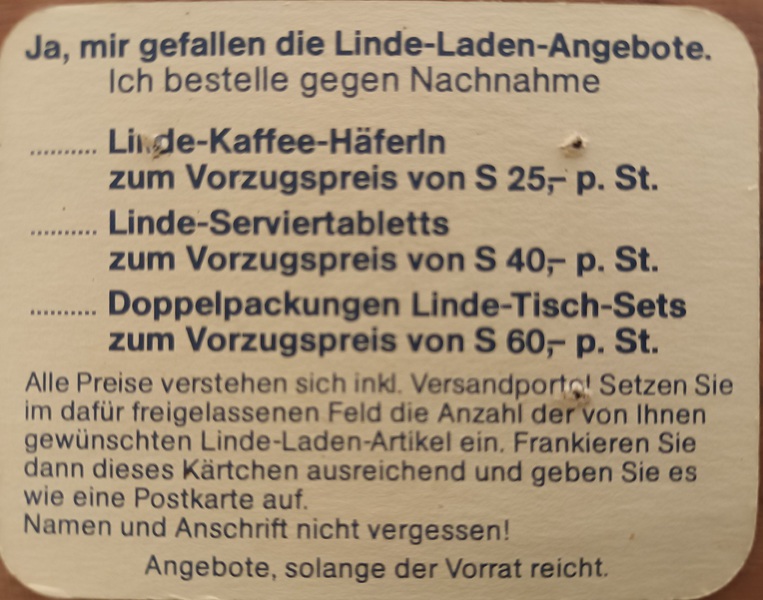 Ja, mir gefallen die Linde-Laden-Angebote.
Ich bestelle gegen Nachnahme
.......... Linde-Kaffee-Häferln
zum Vorzugspreis von S 25,– p. St.
.......... Linde-Serviertabletts
zum Vorzugspreis von S 40,– p. St.
.......... Doppelpackungen Linde-Tisch-Sets
zum Vorzugspreis von S 60,– p. St.
Alle Preise verstehen sich inkl. Versandporto! Setzen Sie
im dafür freigelassenen Feld die Anzahl der von Ihnen
gewünschten Linde-Laden-Artikel ein. Frankieren Sie
dann dieses Kärtchen ausreichend und geben Sie es
wie eine Postkarte auf.
Namen und Anschrift nicht vergessen!
Angebote, solange der Vorrat reicht.